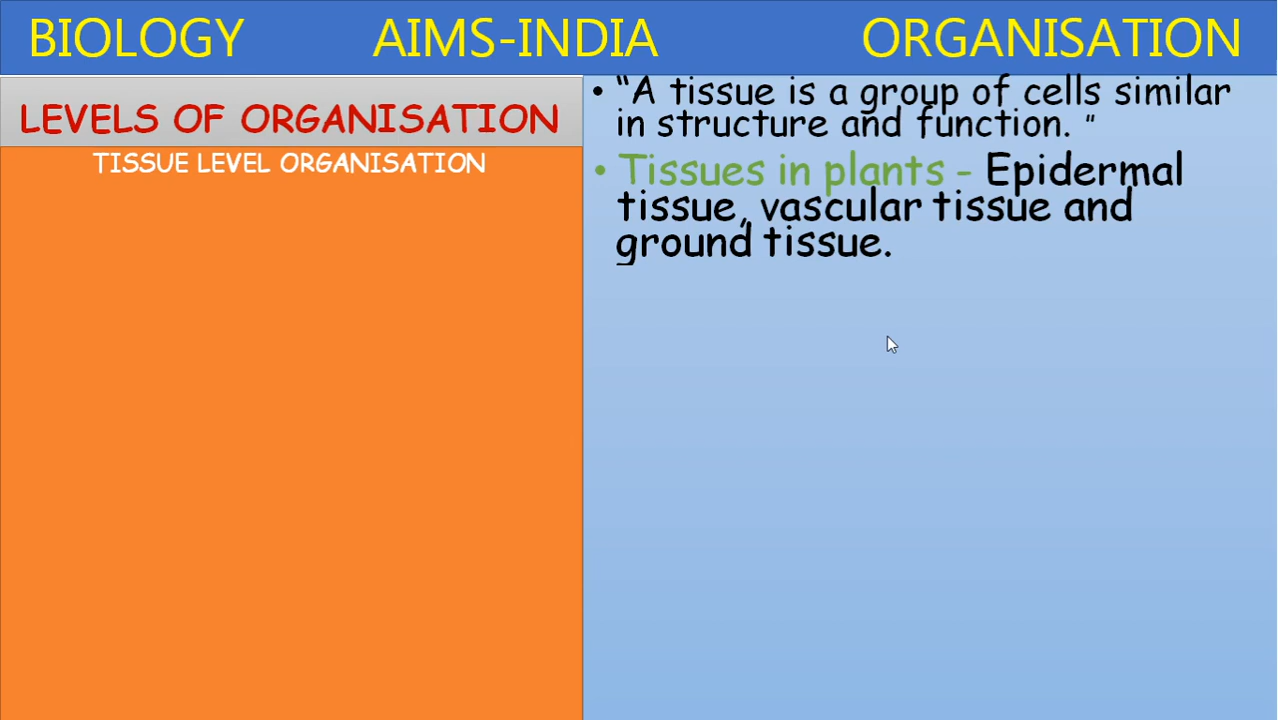 BIOLOGY AIMS-INDIA ORGANISATION
LEVELS OF ORGANISATION
TISSUE LEVEL ORGANISATION
• “A tissue is a group of cells similar
in structure and function. ”
• Tissues in plants - Epidermal
tissue, vascular tissue and
ground tissue.